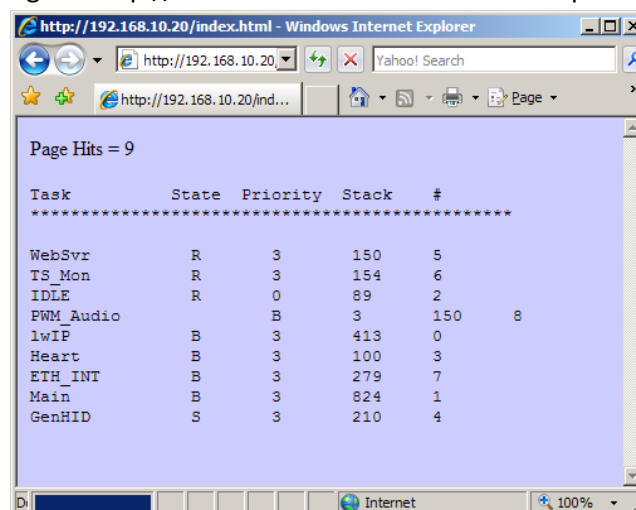 http://192.168.10.20/index.html - Windows Internet Explorer
http://192.168.10.20 Yahoo! Search
http://192.168.10.20/ind... Page
Page Hits = 9
Task State Priority Stack #
***********************************************
WebSvr R 3 150 5
TS_Mon R 3 154 6
IDLE R 0 89 2
PWM_Audio B 3 150 8
lwIP B 3 413 0
Heart B 3 100 3
ETH_INT B 3 279 7
Main B 3 824 1
GenHID S 3 210 4
Internet 100%